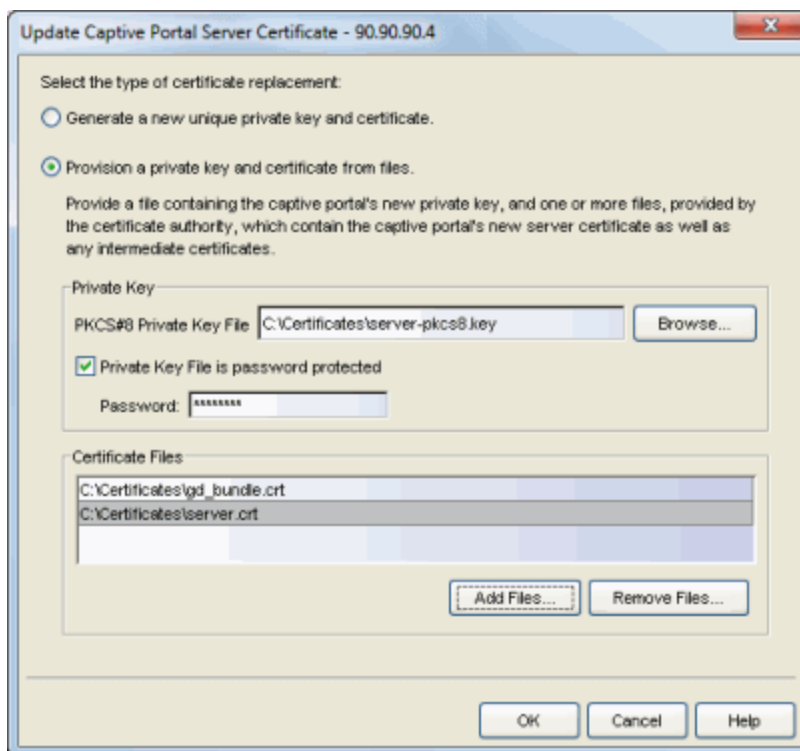 Update Captive Portal Server Certificate - 90.90.90.4
Select the type of certificate replacement:
Generate a new unique private key and certificate.
Provision a private key and certificate from files.
Provide a file containing the captive portal's new private key, and one or more files, provided by
the certificate authority, which contain the captive portal's new server certificate as well as
any intermediate certificates.
Private Key
PKCS#8 Private Key File C:\Certificates\server-pkcs8.key Browse...
Private Key File is password protected
Password: ********
Certificate Files
C:\Certificates\gd_bundle.crt
C:\Certificates\server.crt
Add Files... Remove Files...
OK Cancel Help